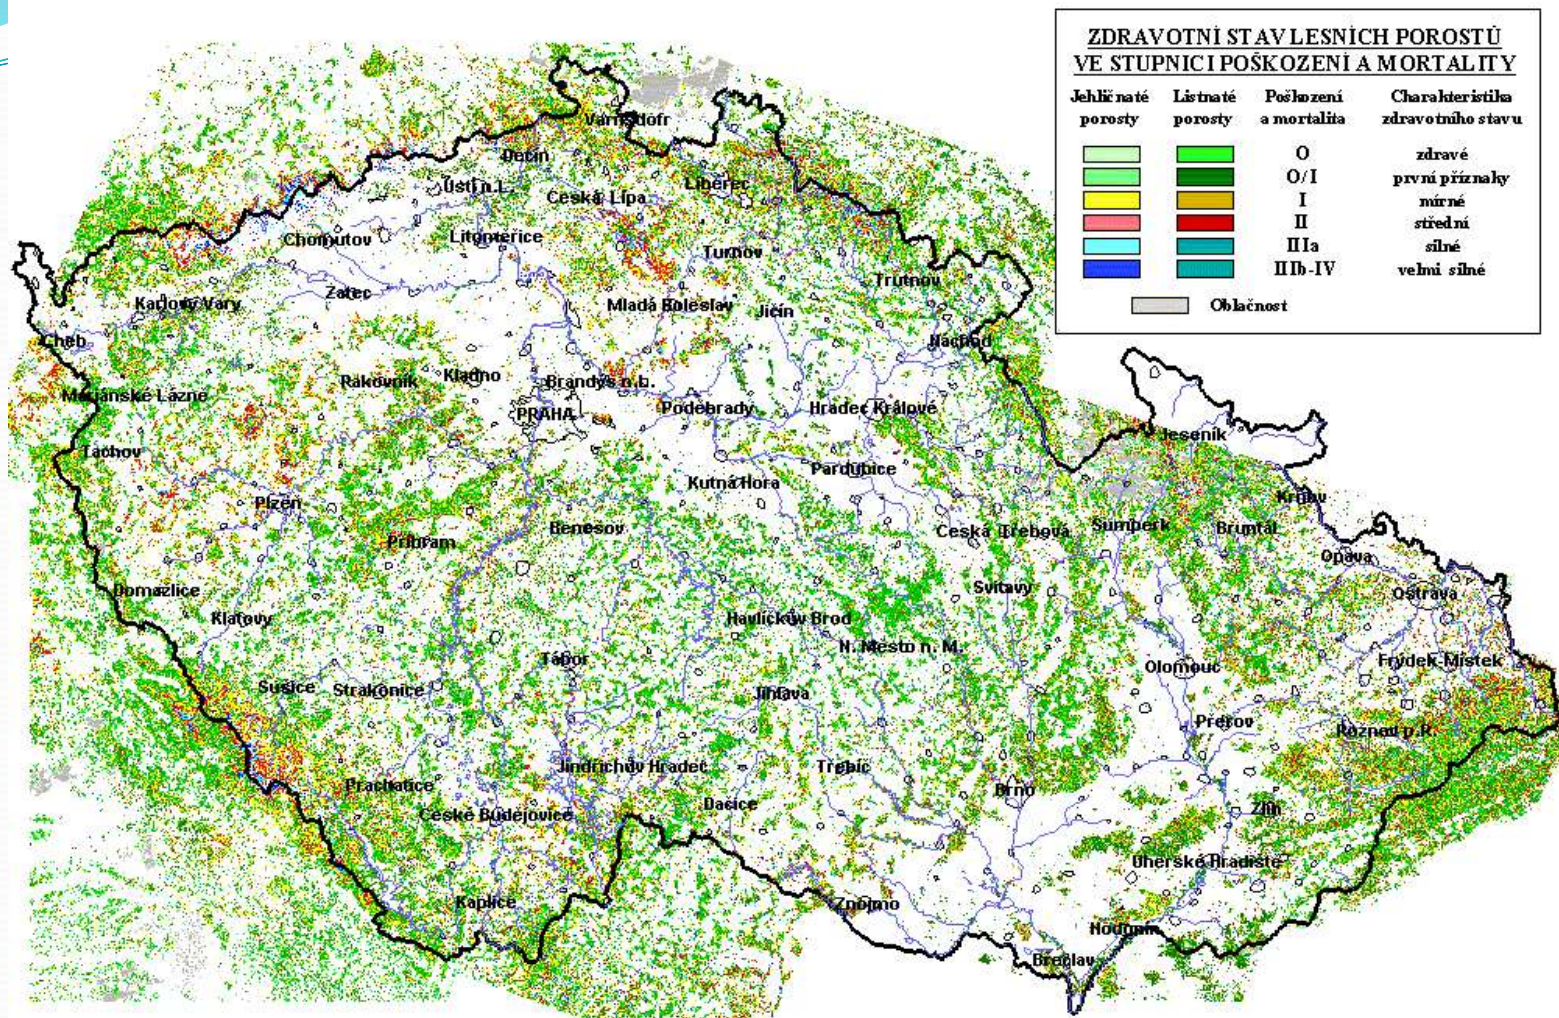 ZDRAVOTNÍ STAV LESNÍCH POROSTŮ
VE STUPNICI POŠKOZENÍ A MORTALITY
Jehličnaté porosty Listnaté porosty Poškození a mortalita Charakteristika zdravotního stavu
O zdravé
O/I první příznaky
I mírné
II střední
IIIa silné
IIIb-IV velmi silné
Oblačnost
Varnsdorf
Děčín
Ústí n.L.
Česká Lípa
Liberec
Chomutov
Litoměřice
Turnov
Trutnov
Karlovy Vary
Žatec
Mladá Boleslav
Jičín
Cheb
Náchod
Mariánské Lázně
Rakovník
Kladno
Brandýs n.L.
PRAHA
Poděbrady
Hradec Králové
Jeseník
Tachov
Plzeň
Kutná Hora
Pardubice
Krnov
Příbram
Benešov
Česká Třebová
Šumperk
Bruntál
Opava
Domažlice
Svitavy
Ostrava
Klatovy
Havlíčkův Brod
N. Město n. M.
Tábor
Olomouc
Frýdek-Místek
Sušice
Strakonice
Jihlava
Přerov
Rožnov p.R.
Prachatice
Jindřichův Hradec
Třebíč
Brno
České Budějovice
Dačice
Zlín
Uherské Hradiště
Kaplice
Znojmo
Hodonín
Břeclav